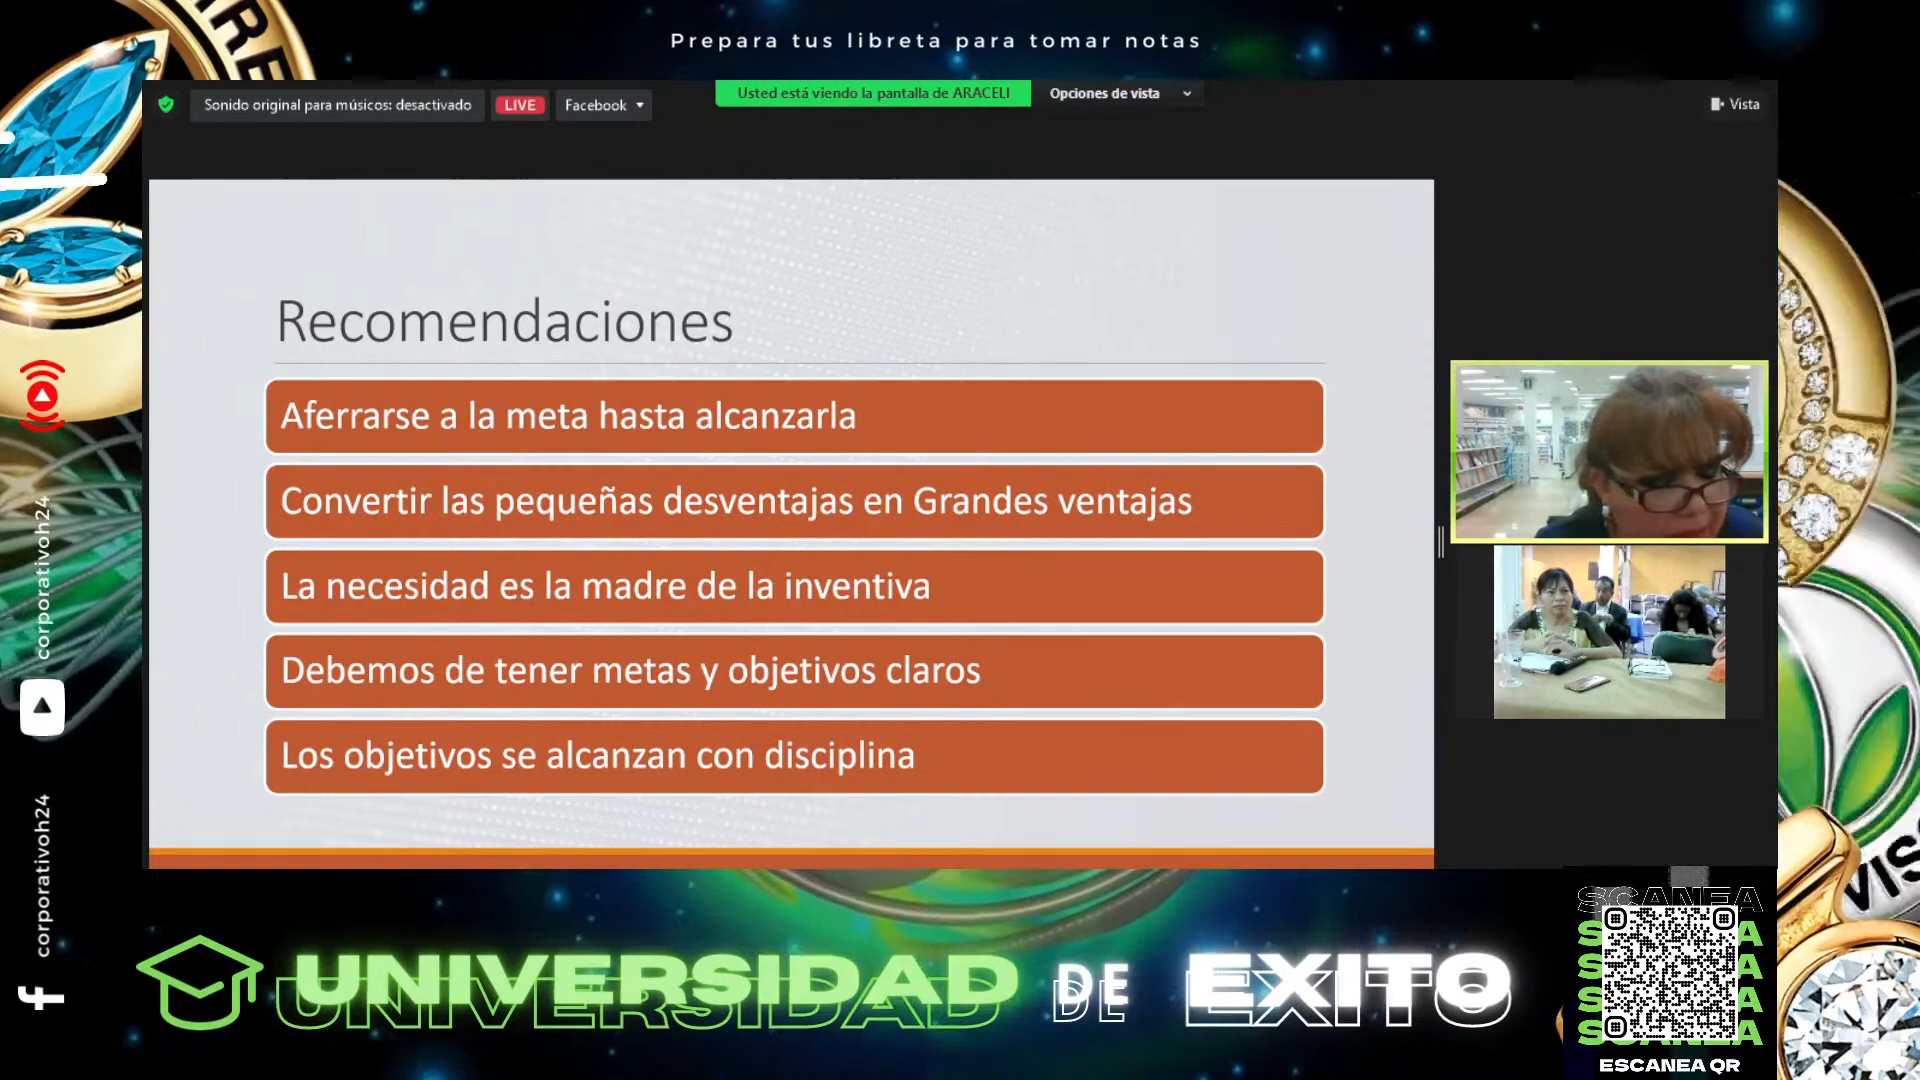 Prepara tus libreta para tomar notas
Sonido original para músicos: desactivado
LIVE
Facebook
Usted está viendo la pantalla de ARACELI
Opciones de vista
Vista
Recomendaciones
Aferrarse a la meta hasta alcanzarla
Convertir las pequeñas desventajas en Grandes ventajas
La necesidad es la madre de la inventiva
Debemos de tener metas y objetivos claros
Los objetivos se alcanzan con disciplina
corporativoh24
corporativoh24
UNIVERSIDAD DE EXITO
SCANEA
ESCANEA QR